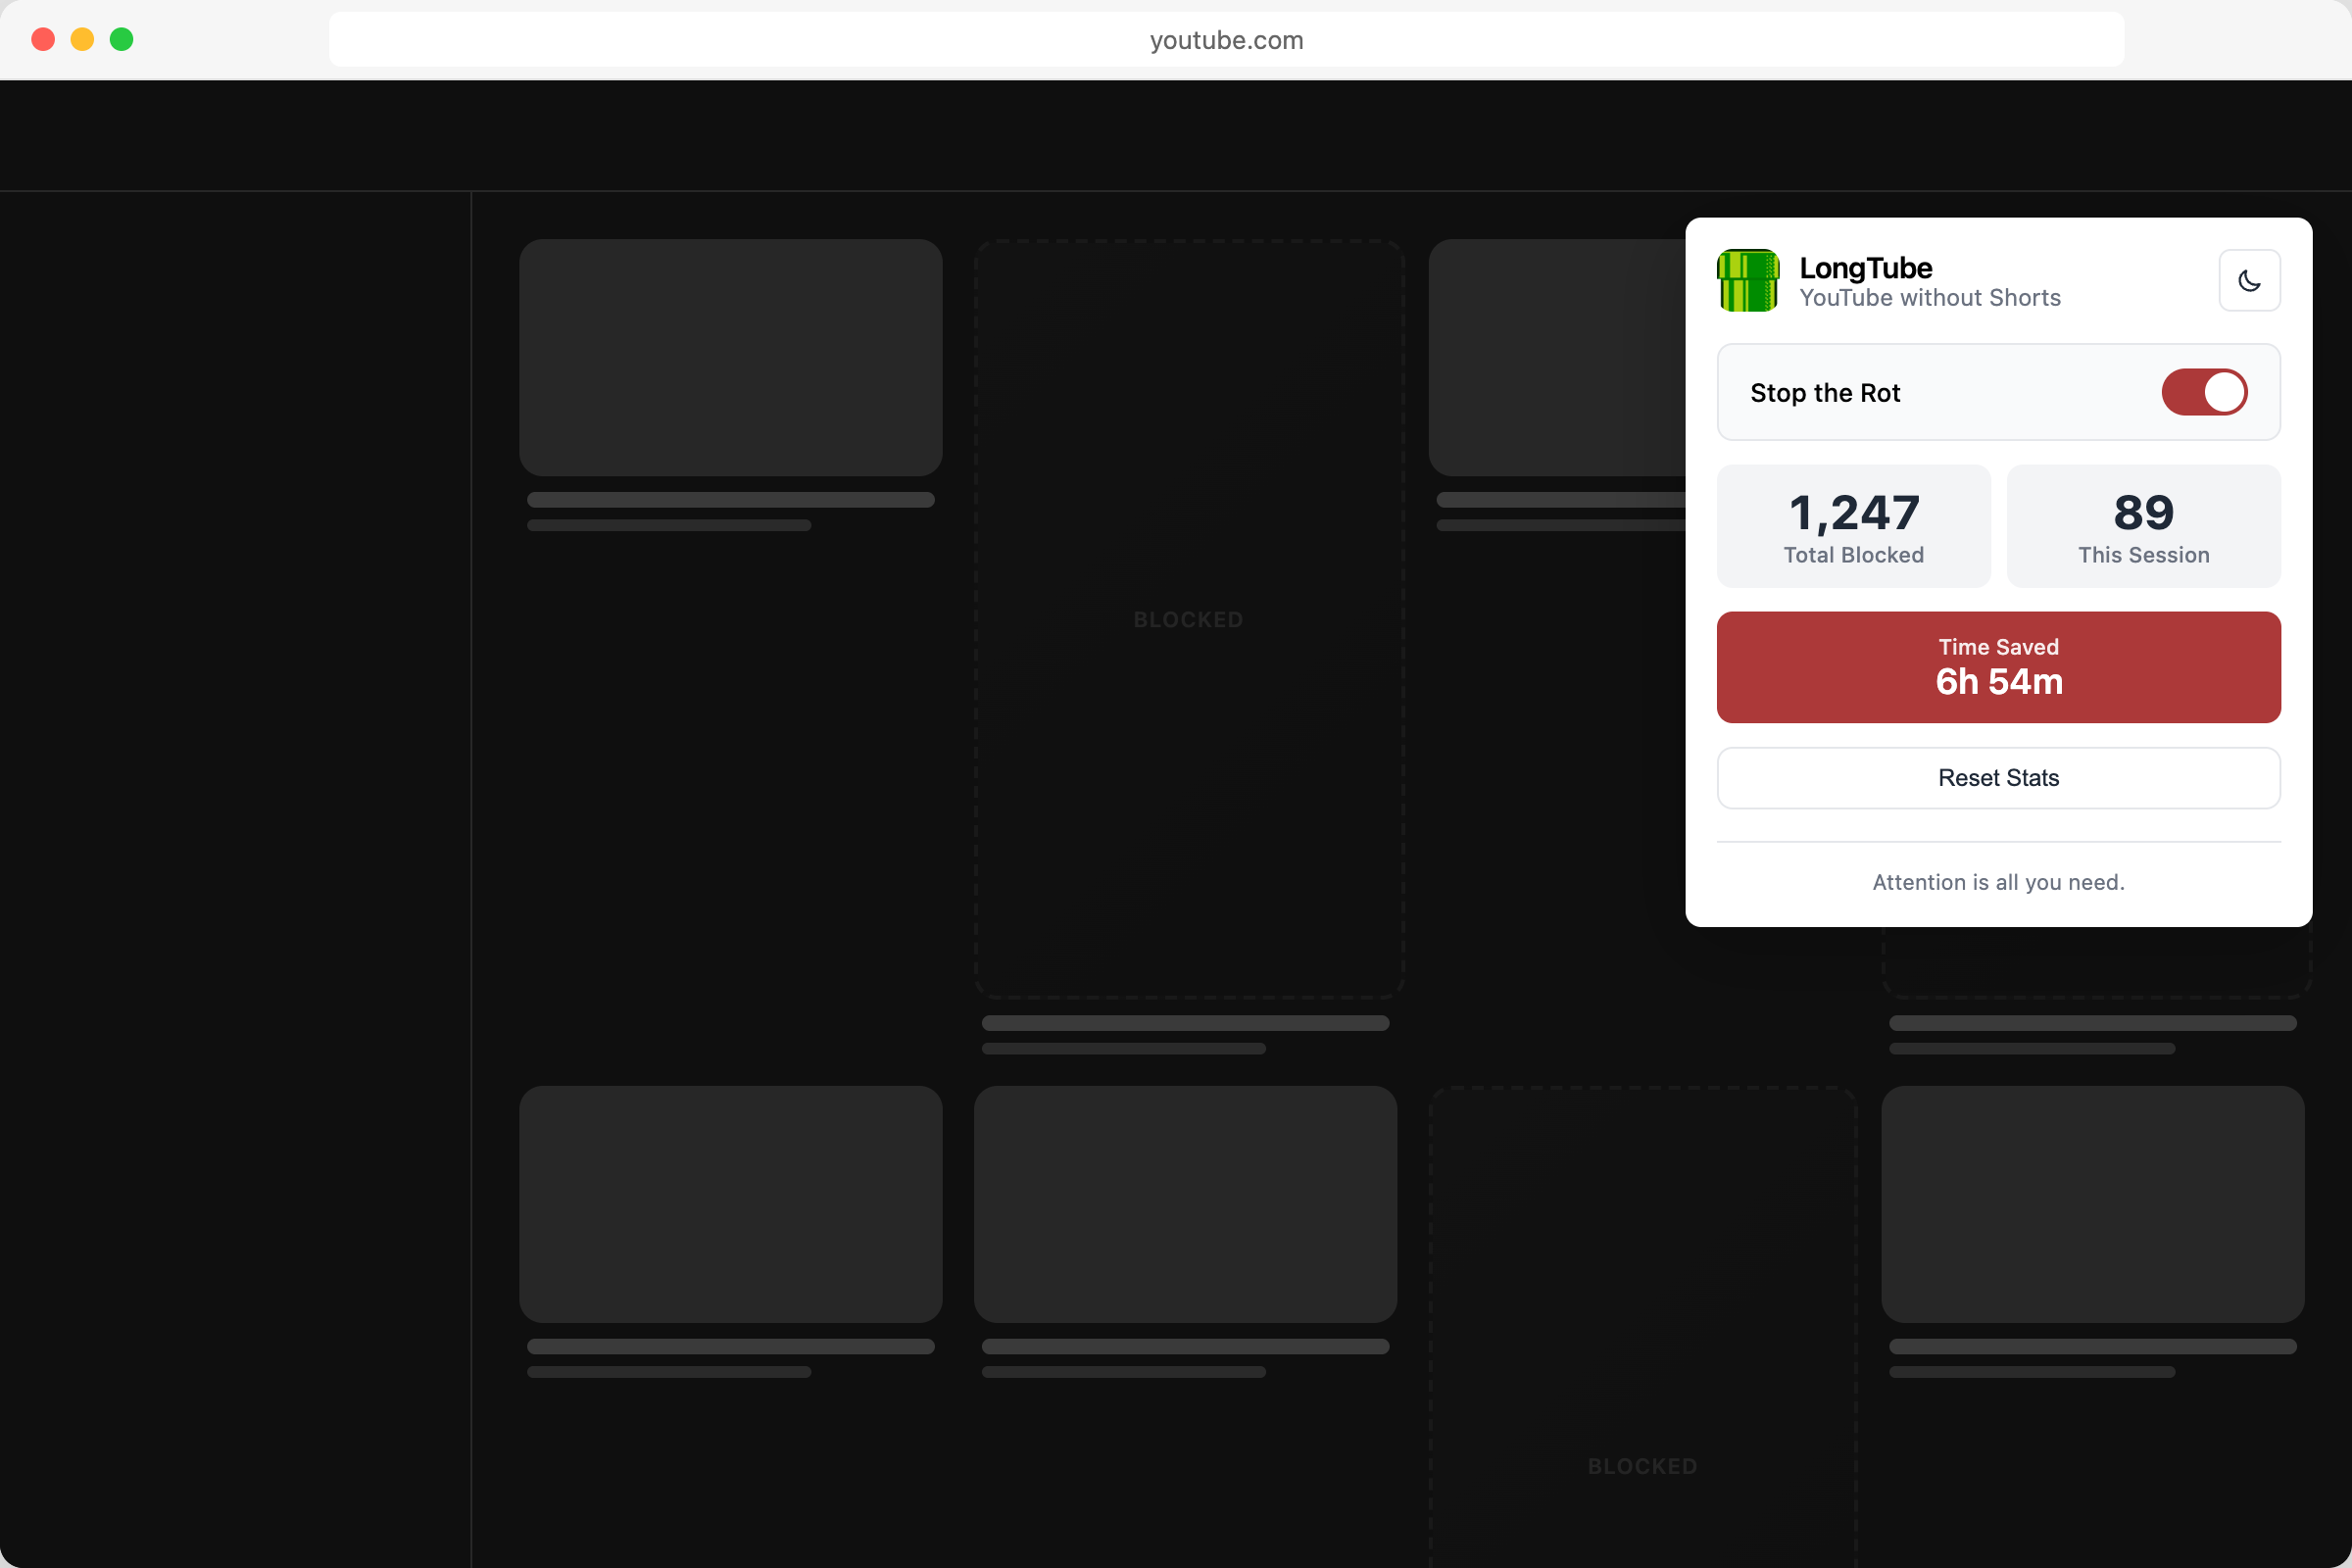 youtube.com
LongTube
YouTube without Shorts
Stop the Rot
1,247
Total Blocked
89
This Session
Time Saved
6h 54m
Reset Stats
Attention is all you need.
BLOCKED
BLOCKED